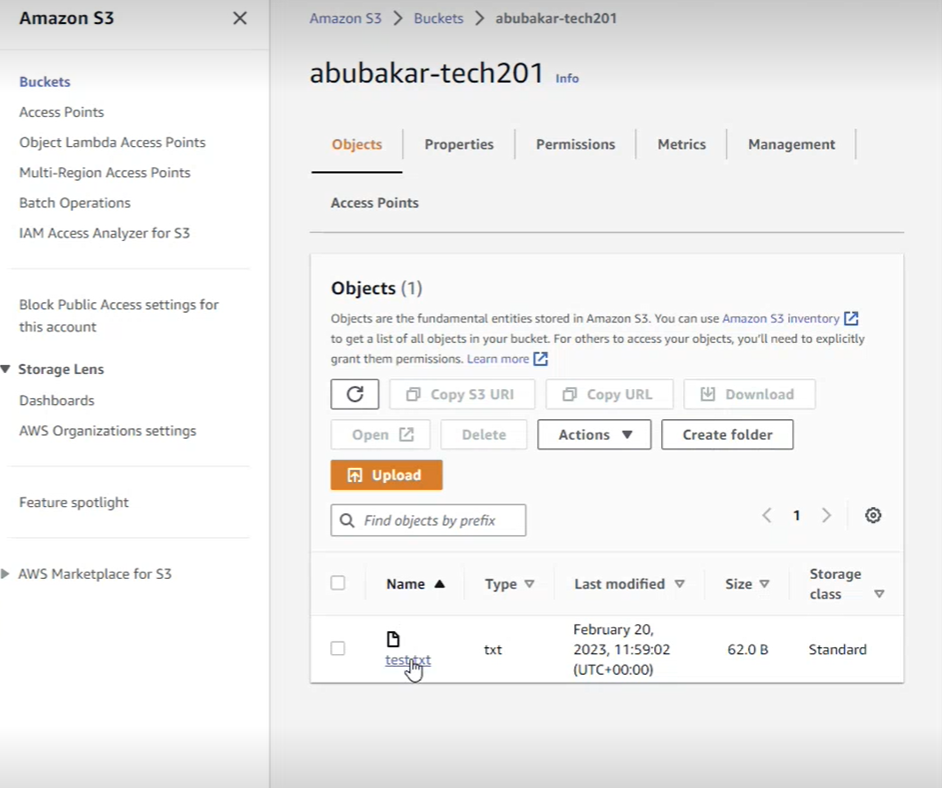 Amazon S3
Buckets
Access Points
Object Lambda Access Points
Multi-Region Access Points
Batch Operations
IAM Access Analyzer for S3
Block Public Access settings for
this account
Storage Lens
Dashboards
AWS Organizations settings
Feature spotlight
AWS Marketplace for S3
Amazon S3 > Buckets > abubakar-tech201
abubakar-tech201 Info
Objects Properties Permissions Metrics Management
Access Points
Objects (1)
Objects are the fundamental entities stored in Amazon S3. You can use Amazon S3 inventory
to get a list of all objects in your bucket. For others to access your objects, you'll need to explicitly
grant them permissions. Learn more
Copy S3 URI Copy URL Download
Open Delete Actions Create folder
Upload
Find objects by prefix 1
Name Type Last modified Size Storage
class
February 20,
test.txt txt 2023, 11:59:02 62.0 B Standard
(UTC+00:00)